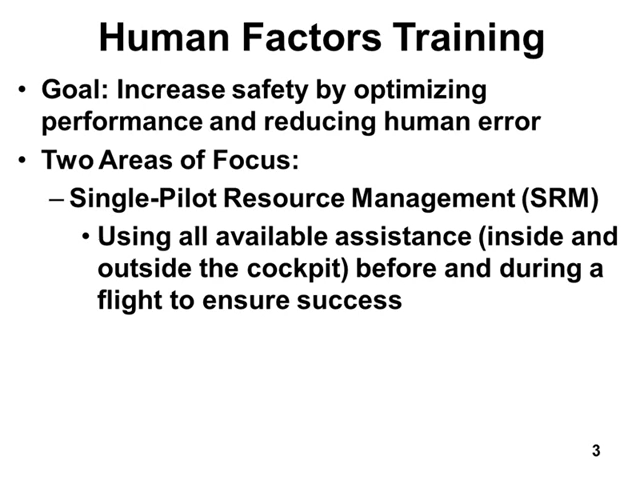 Human Factors Training
• Goal: Increase safety by optimizing
performance and reducing human error
• Two Areas of Focus:
– Single-Pilot Resource Management (SRM)
• Using all available assistance (inside and
outside the cockpit) before and during a
flight to ensure success
3